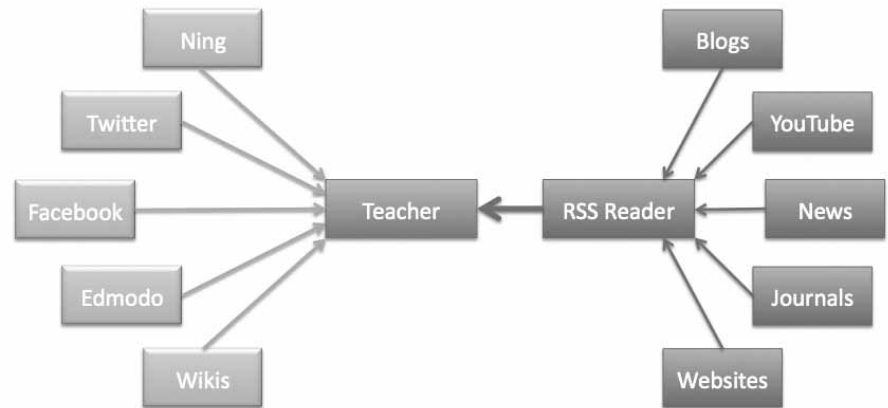 Ning
Blogs
Twitter
YouTube
Facebook
Teacher
RSS Reader
News
Edmodo
Journals
Wikis
Websites